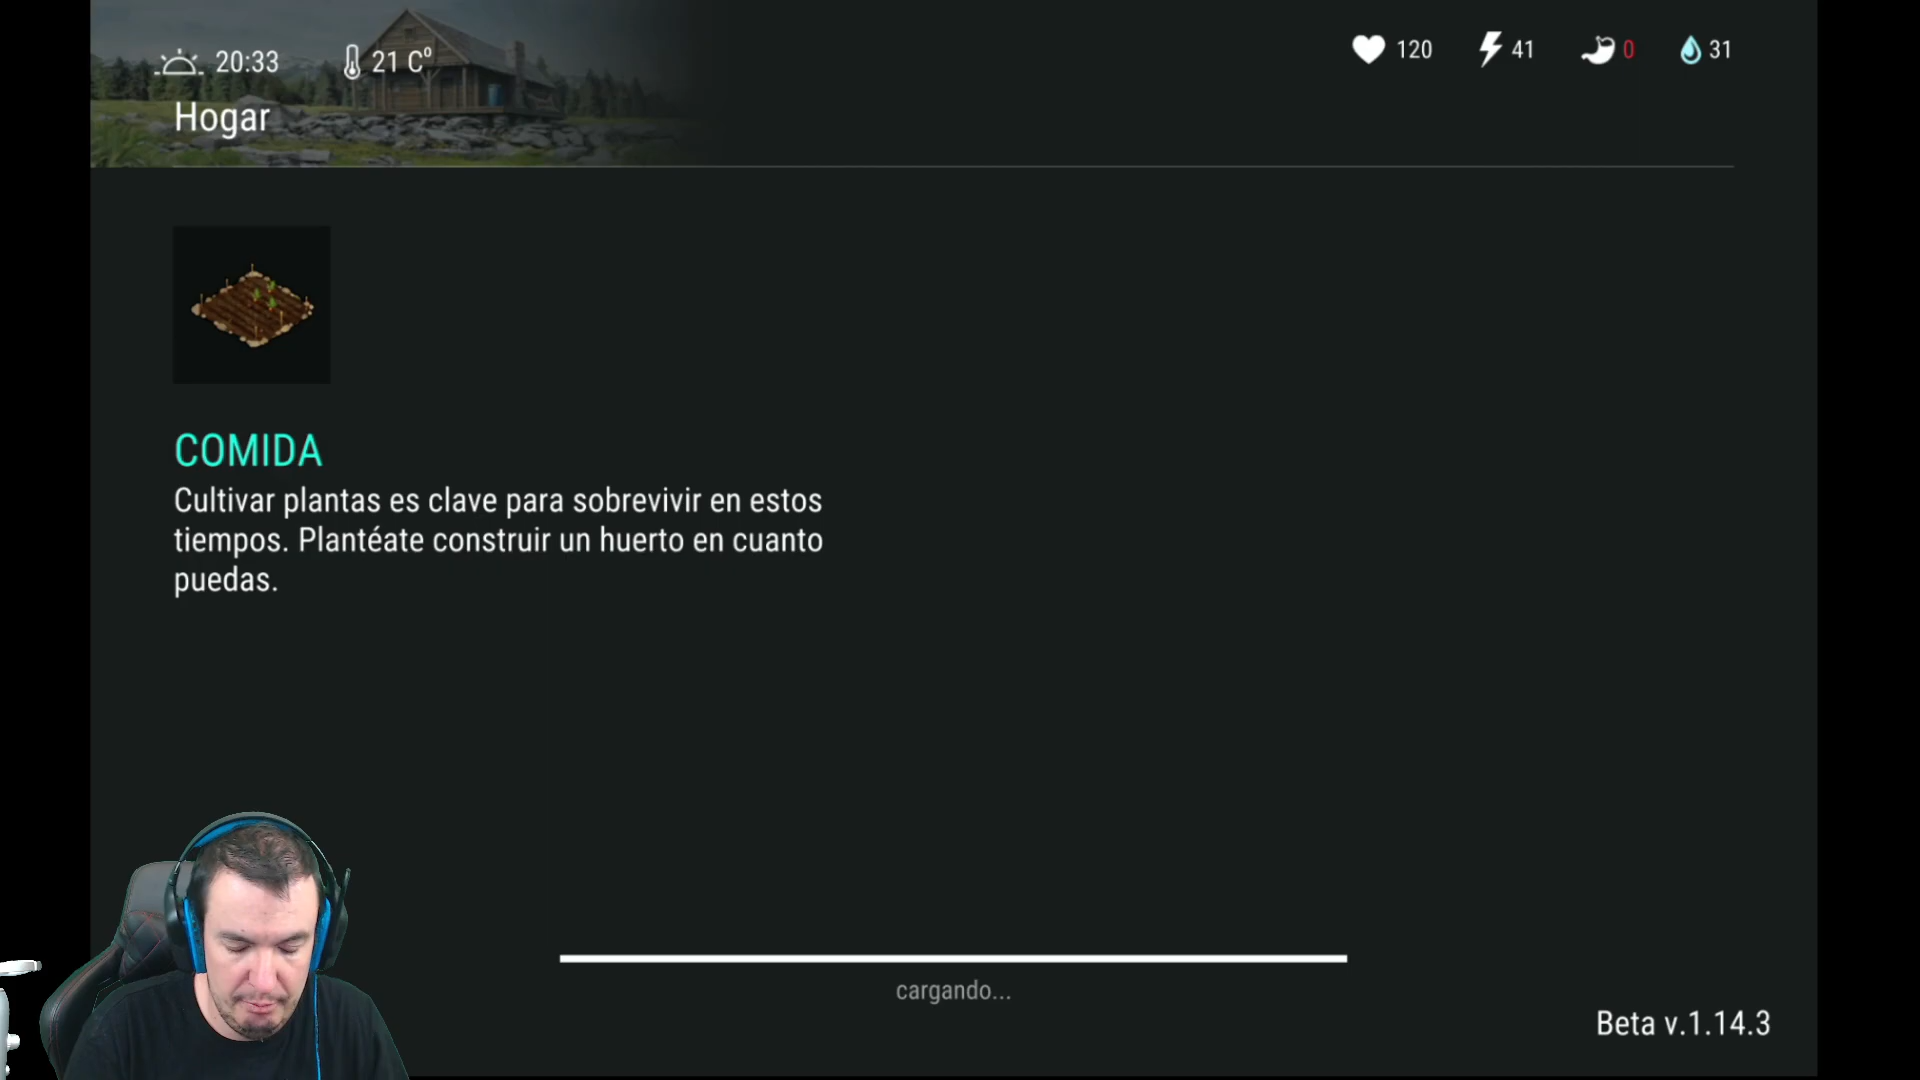 20:33
21 Cº
120
41
0
31
Hogar
COMIDA
Cultivar plantas es clave para sobrevivir en estos
tiempos. Plantéate construir un huerto en cuanto
puedas.
cargando...
Beta v.1.14.3